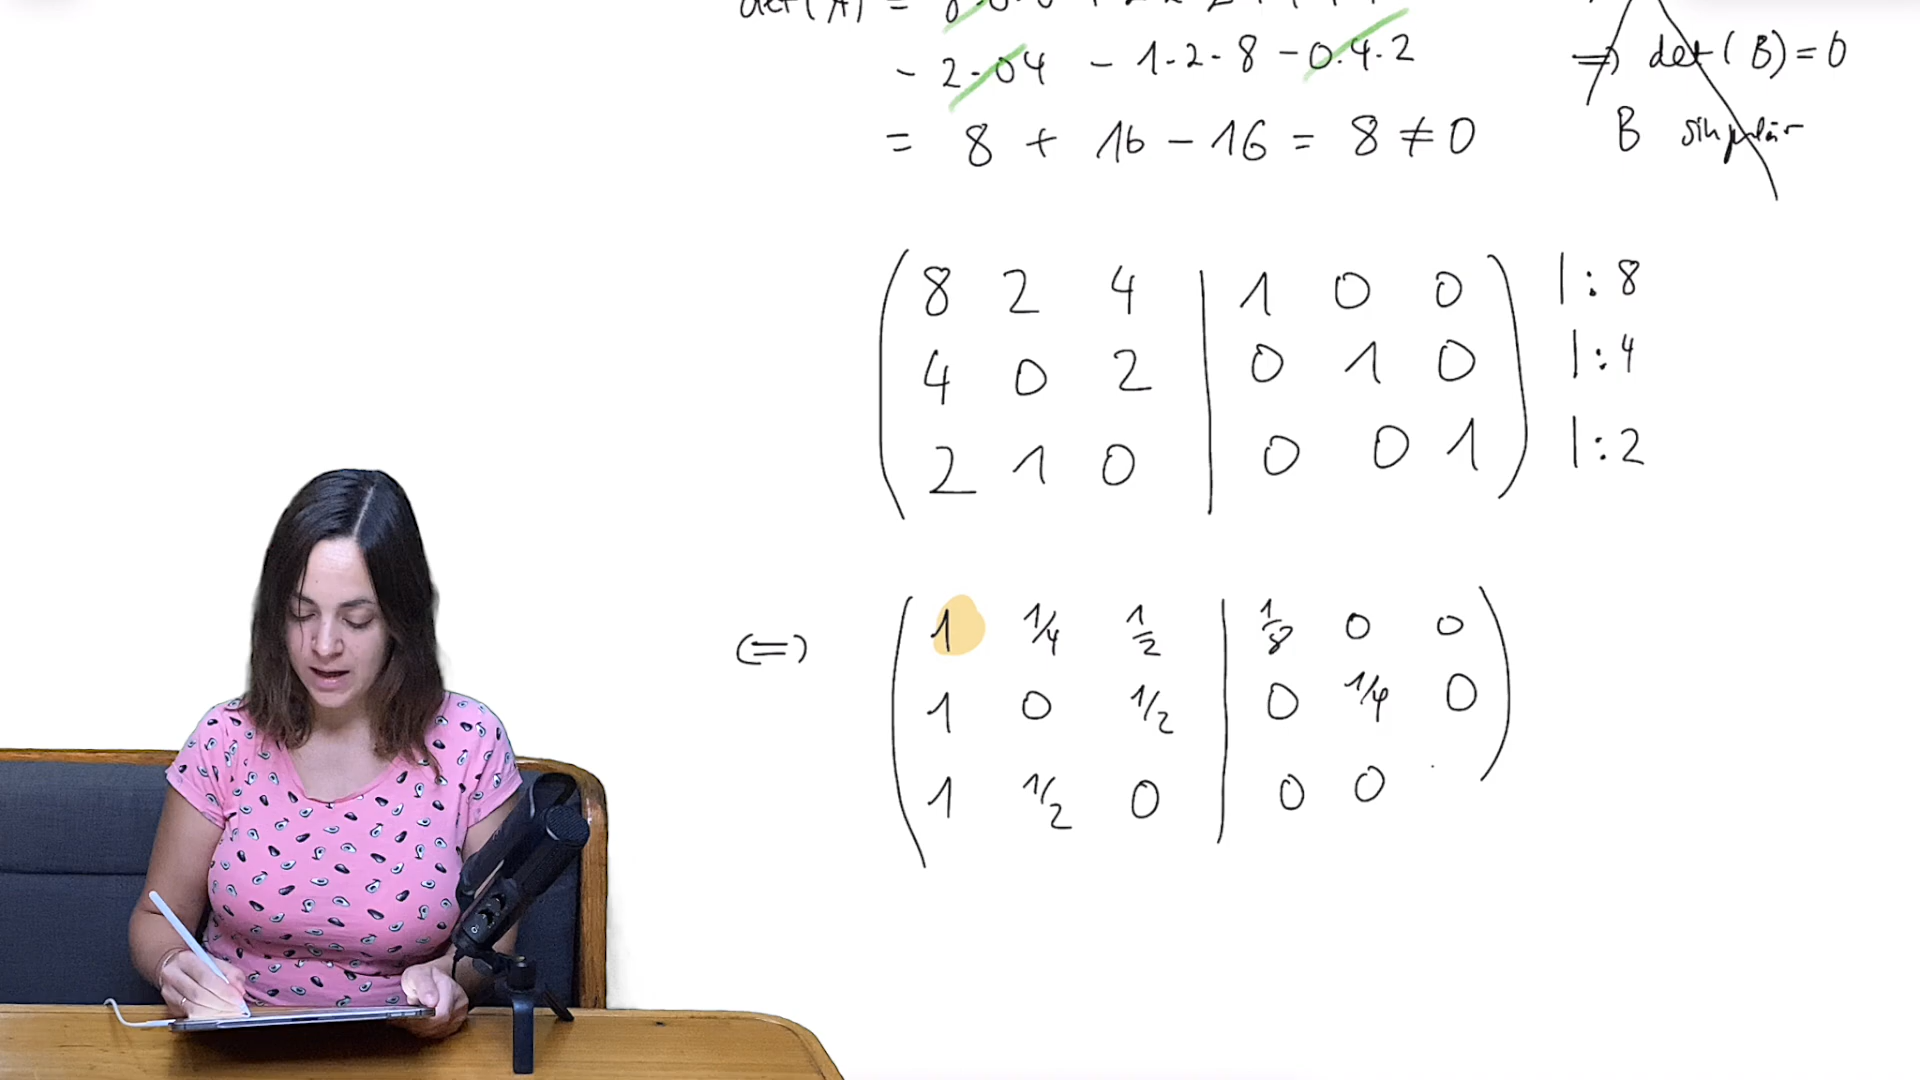 - 2·04 - 1·2·8 - 0·4·2
= 8 + 16 - 16 = 8 ≠ 0
⇒ det(B) = 0
B singulär
8 2 4 | 1 0 0 |:8
4 0 2 | 0 1 0 |:4
2 1 0 | 0 0 1 |:2
(=) 1 1/4 1/2 | 1/8 0 0
1 0 1/2 | 0 1/4 0
1 1/2 0 | 0 0